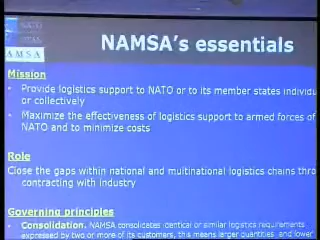 NATO
AMSA
NAMSA's essentials
Mission
Provide logistics support to NATO or to its member states individu
or collectively
Maximize the effectiveness of logistics support to armed forces of
NATO and to minimize costs
Role
Close the gaps within national and multinational logistics chains thro
contracting with industry
Governing principles
Consolidation. NAMSA consolidates identical or similar logistics requirements
expressed by two or more of its customers, this means larger quantities, and lower